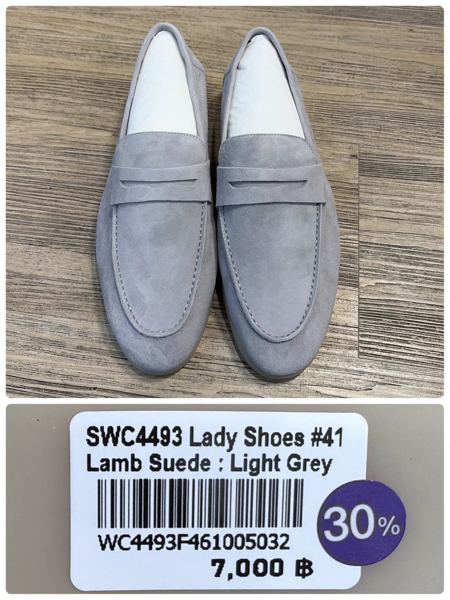 SWC4493 Lady Shoes #41
Lamb Suede : Light Grey
WC4493F461005032
7,000 ฿
30%